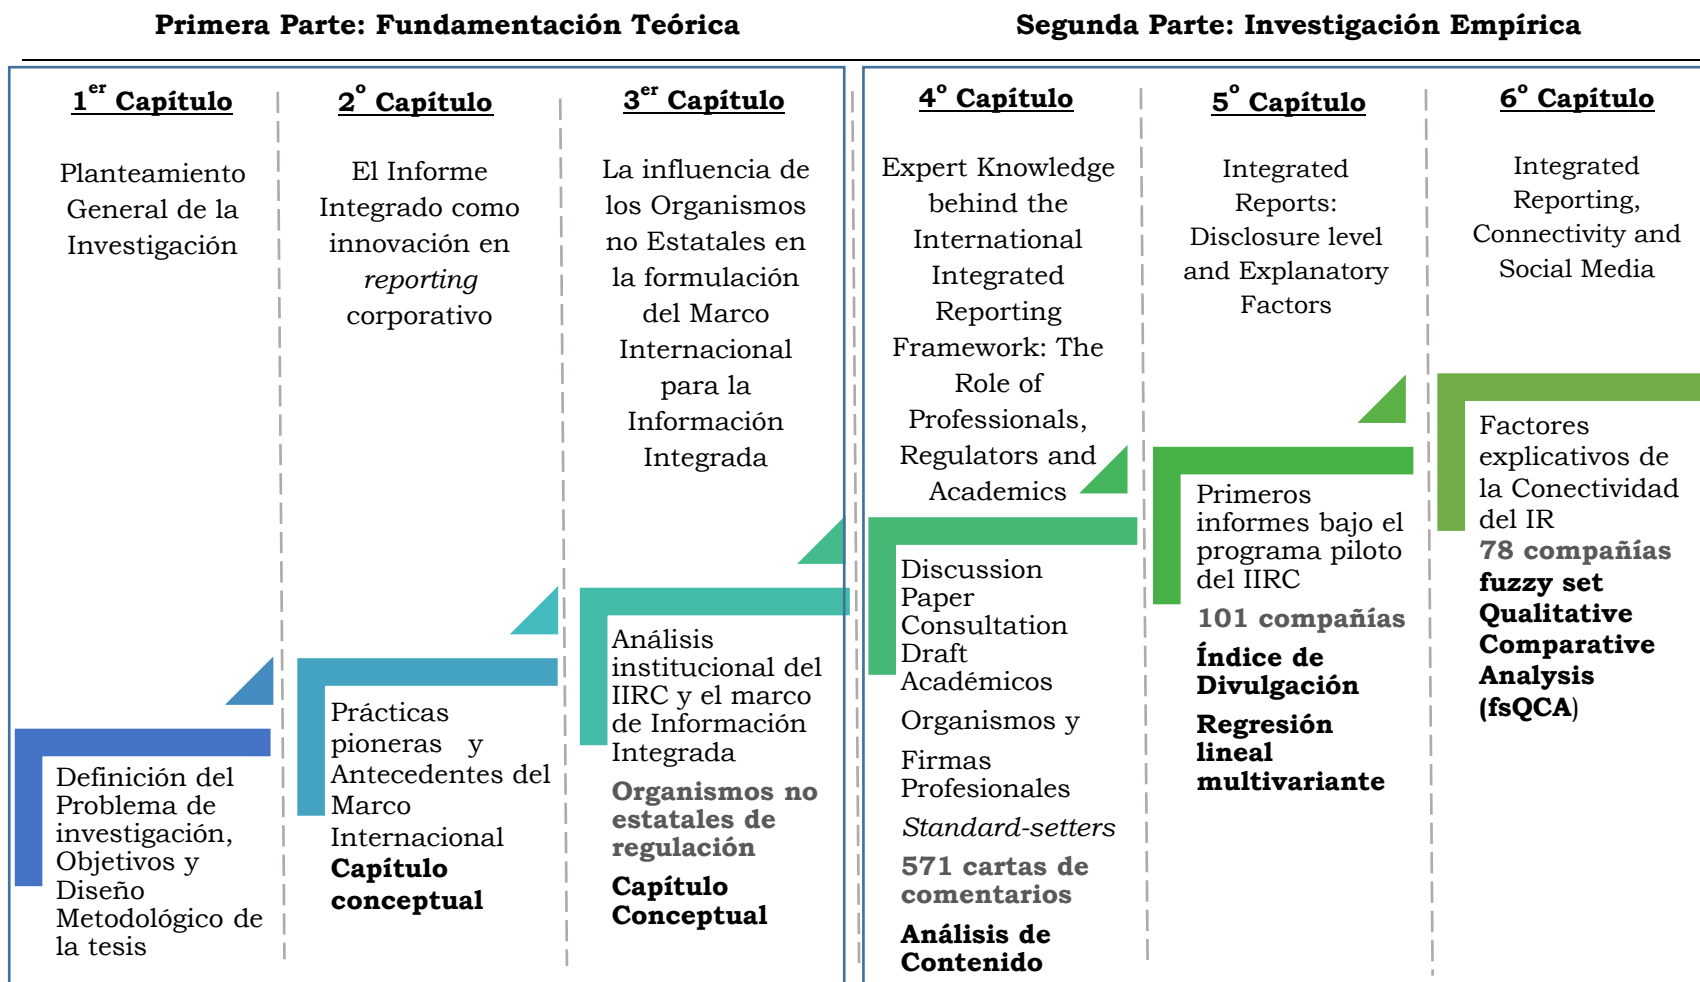 Primera Parte: Fundamentación Teórica
Segunda Parte: Investigación Empírica
1er Capítulo
Planteamiento
General de la
Investigación
Definición del
Problema de
investigación,
Objetivos y
Diseño
Metodológico de
la tesis
2o Capítulo
El Informe
Integrado como
innovación en
reporting
corporativo
Prácticas
pioneras y
Antecedentes del
Marco
Internacional
Capítulo
conceptual
3er Capítulo
La influencia de
los Organismos
no Estatales en
la formulación
del Marco
Internacional
para la
Información
Integrada
Análisis
institucional del
IIRC y el marco
de Información
Integrada
Organismos no
estatales de
regulación
Capítulo
Conceptual
4o Capítulo
Expert Knowledge
behind the
International
Integrated
Reporting
Framework: The
Role of
Professionals,
Regulators and
Academics
Discussion
Paper
Consultation
Draft
Académicos
Organismos y
Firmas
Profesionales
Standard-setters
571 cartas de
comentarios
Análisis de
Contenido
5o Capítulo
Integrated
Reports:
Disclosure level
and Explanatory
Factors
Primeros
informes bajo el
programa piloto
del IIRC
101 compañías
Índice de
Divulgación
Regresión
lineal
multivariante
6o Capítulo
Integrated
Reporting,
Connectivity and
Social Media
Factores
explicativos de
la Conectividad
del IR
78 compañías
fuzzy set
Qualitative
Comparative
Analysis
(fsQCA)